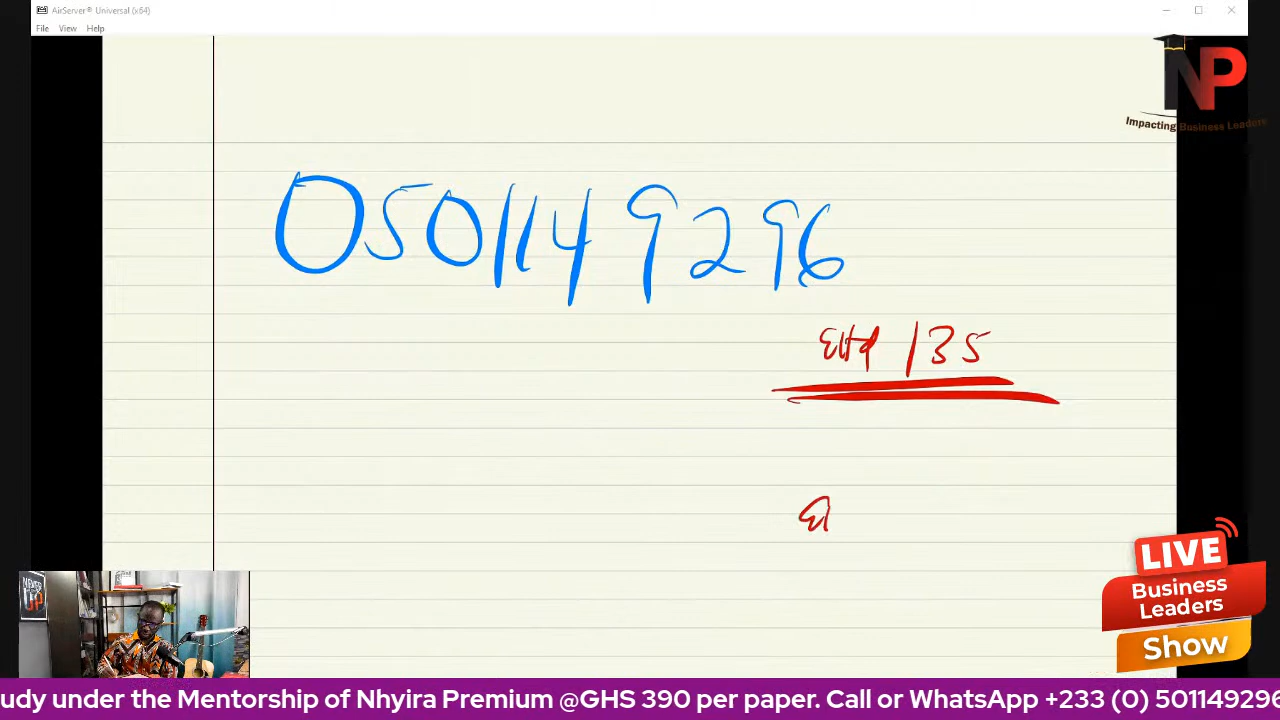 AirServer® Universal (x64)
File View Help
NP
Impacting Business Leaders
0501149296
135
LIVE
Business
Leaders
Show
udy under the Mentorship of Nhyira Premium @GHS 390 per paper. Call or WhatsApp +233 (0) 501149296